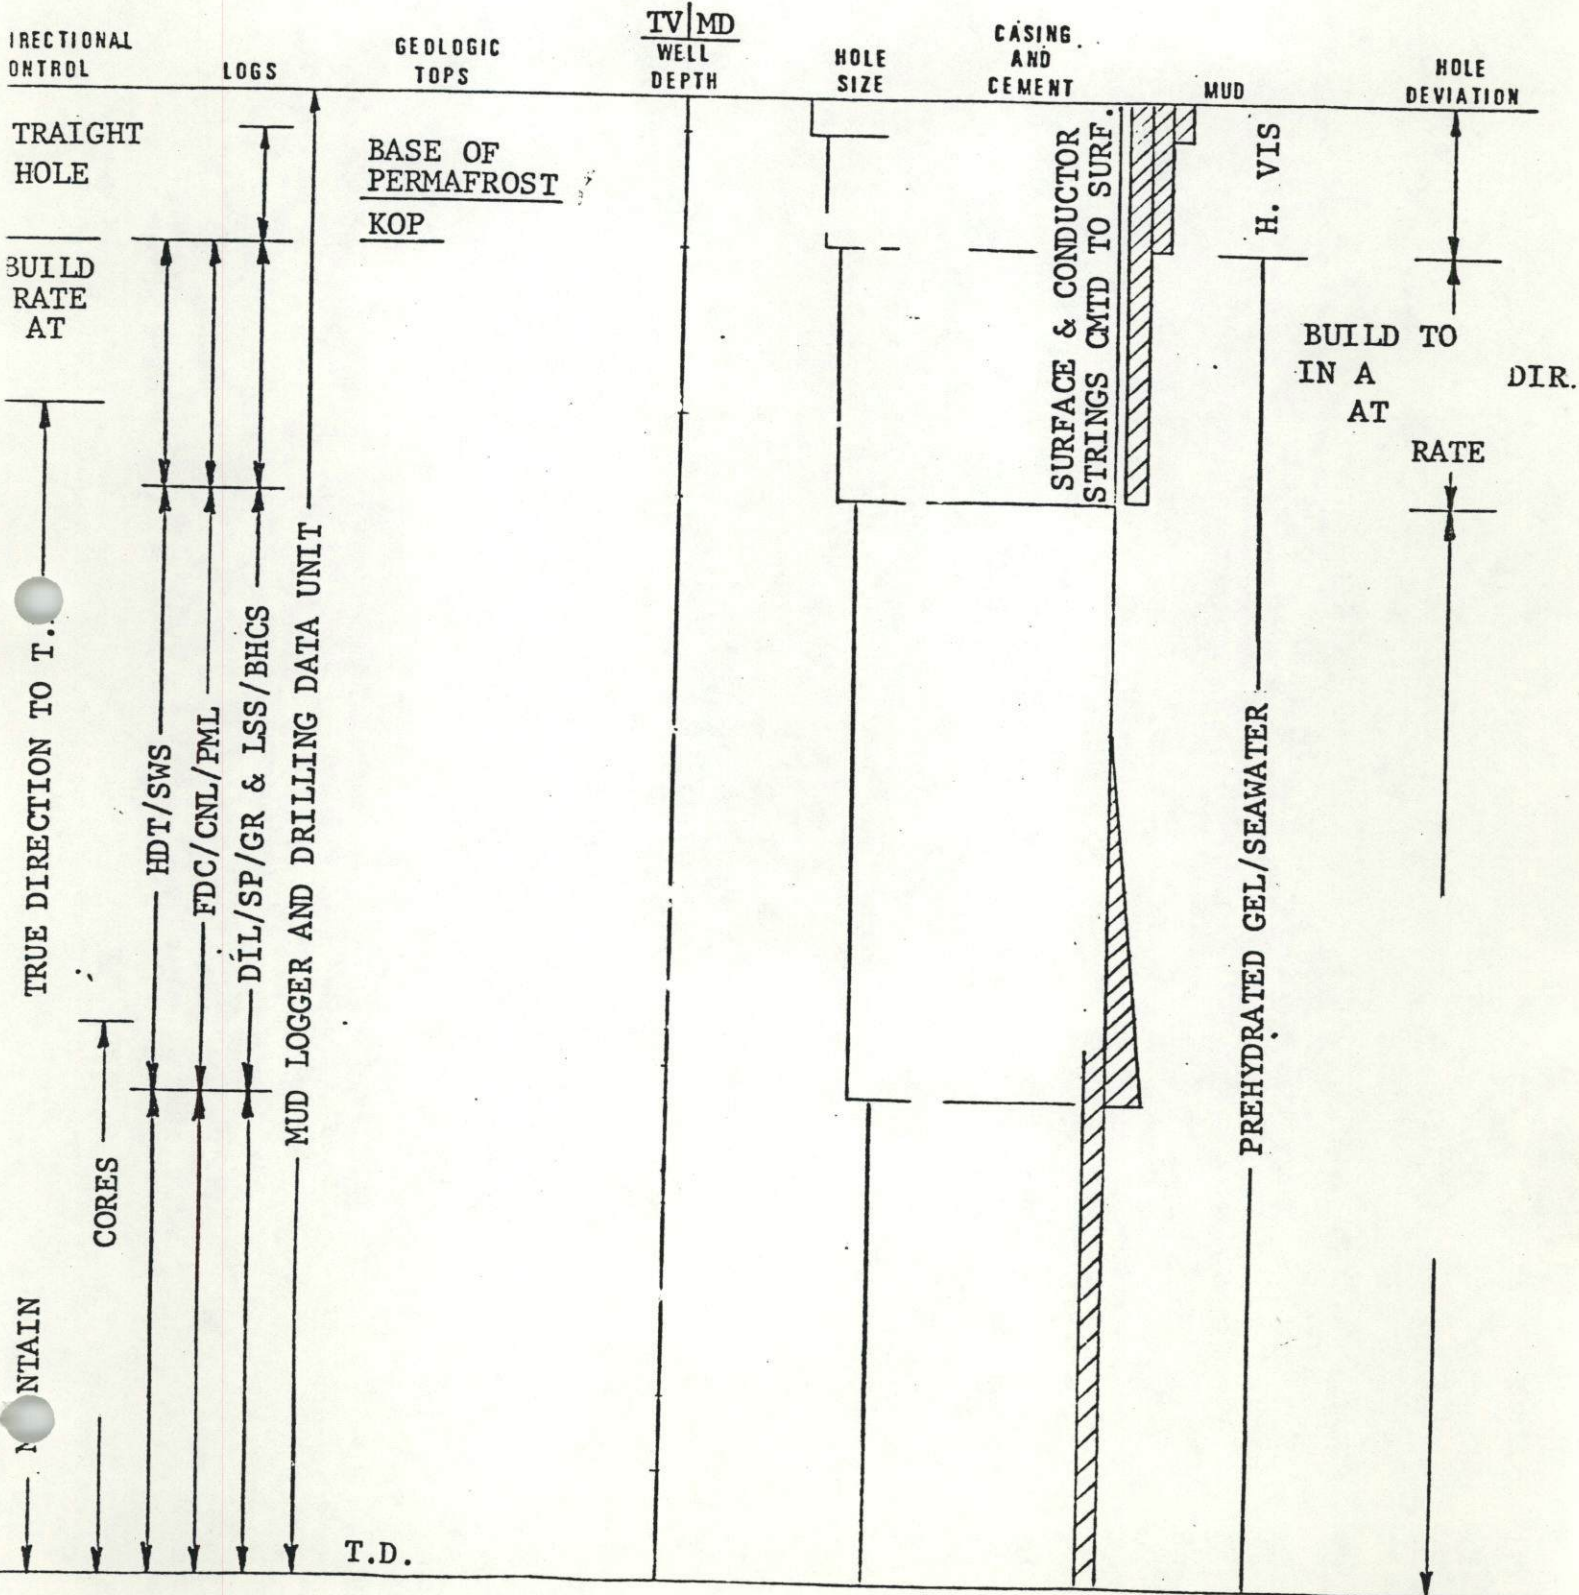 IRECTIONAL
ONTROL
LOGS
GEOLOGIC
TOPS
TV MD
WELL
DEPTH
HOLE
SIZE
CASING
AND
CEMENT
MUD
HOLE
DEVIATION
TRAIGHT
HOLE
BUILD
RATE
AT
TRUE DIRECTION TO T.
NTAIN
CORES
HDT/SWS
FDC/CNL/PML
DIL/SP/GR & LSS/BHCS
MUD LOGGER AND DRILLING DATA UNIT
BASE OF
PERMAFROST
KOP
T.D.
SURFACE & CONDUCTOR
STRINGS CMTD TO SURF.
H. VIS
PREHYDRATED GEL/SEAWATER
BUILD TO
IN A DIR.
AT
RATE